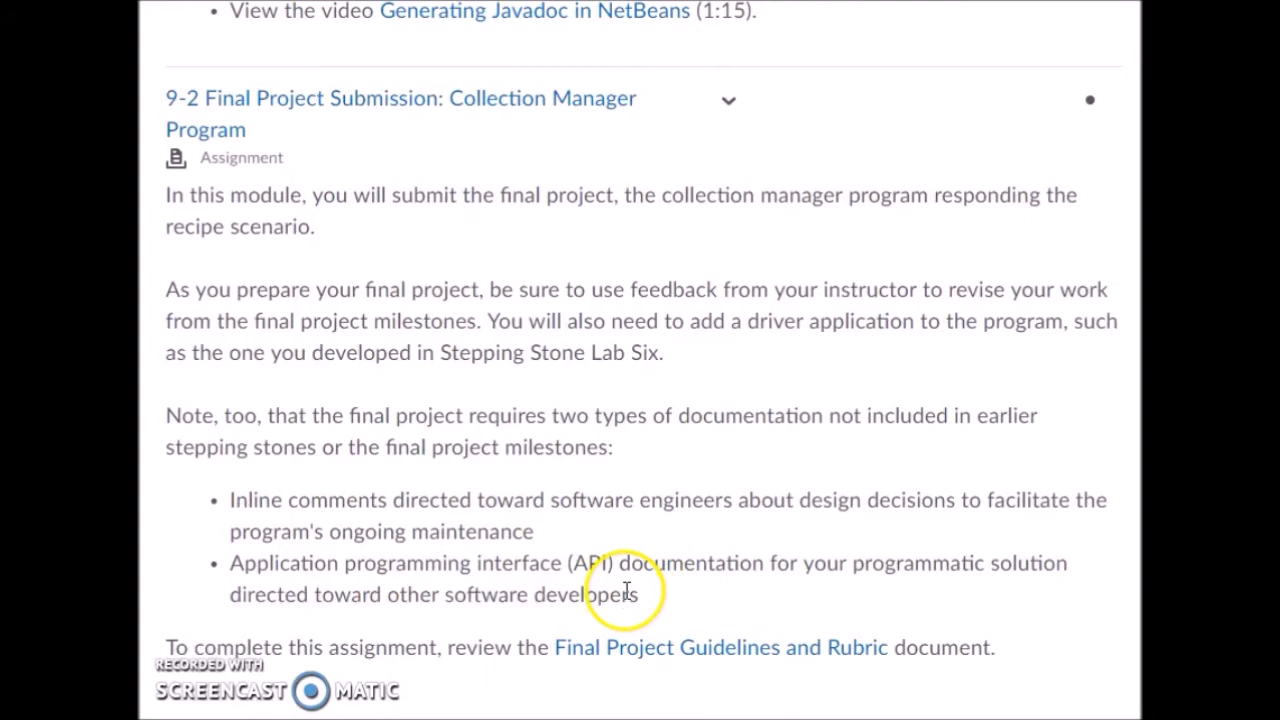 • View the video Generating Javadoc in NetBeans (1:15).
9-2 Final Project Submission: Collection Manager
Program
Assignment
In this module, you will submit the final project, the collection manager program responding the
recipe scenario.
As you prepare your final project, be sure to use feedback from your instructor to revise your work
from the final project milestones. You will also need to add a driver application to the program, such
as the one you developed in Stepping Stone Lab Six.
Note, too, that the final project requires two types of documentation not included in earlier
stepping stones or the final project milestones:
• Inline comments directed toward software engineers about design decisions to facilitate the
program's ongoing maintenance
• Application programming interface (API) documentation for your programmatic solution
directed toward other software developers
To complete this assignment, review the Final Project Guidelines and Rubric document.
RECORDED WITH
SCREENCAST MATIC